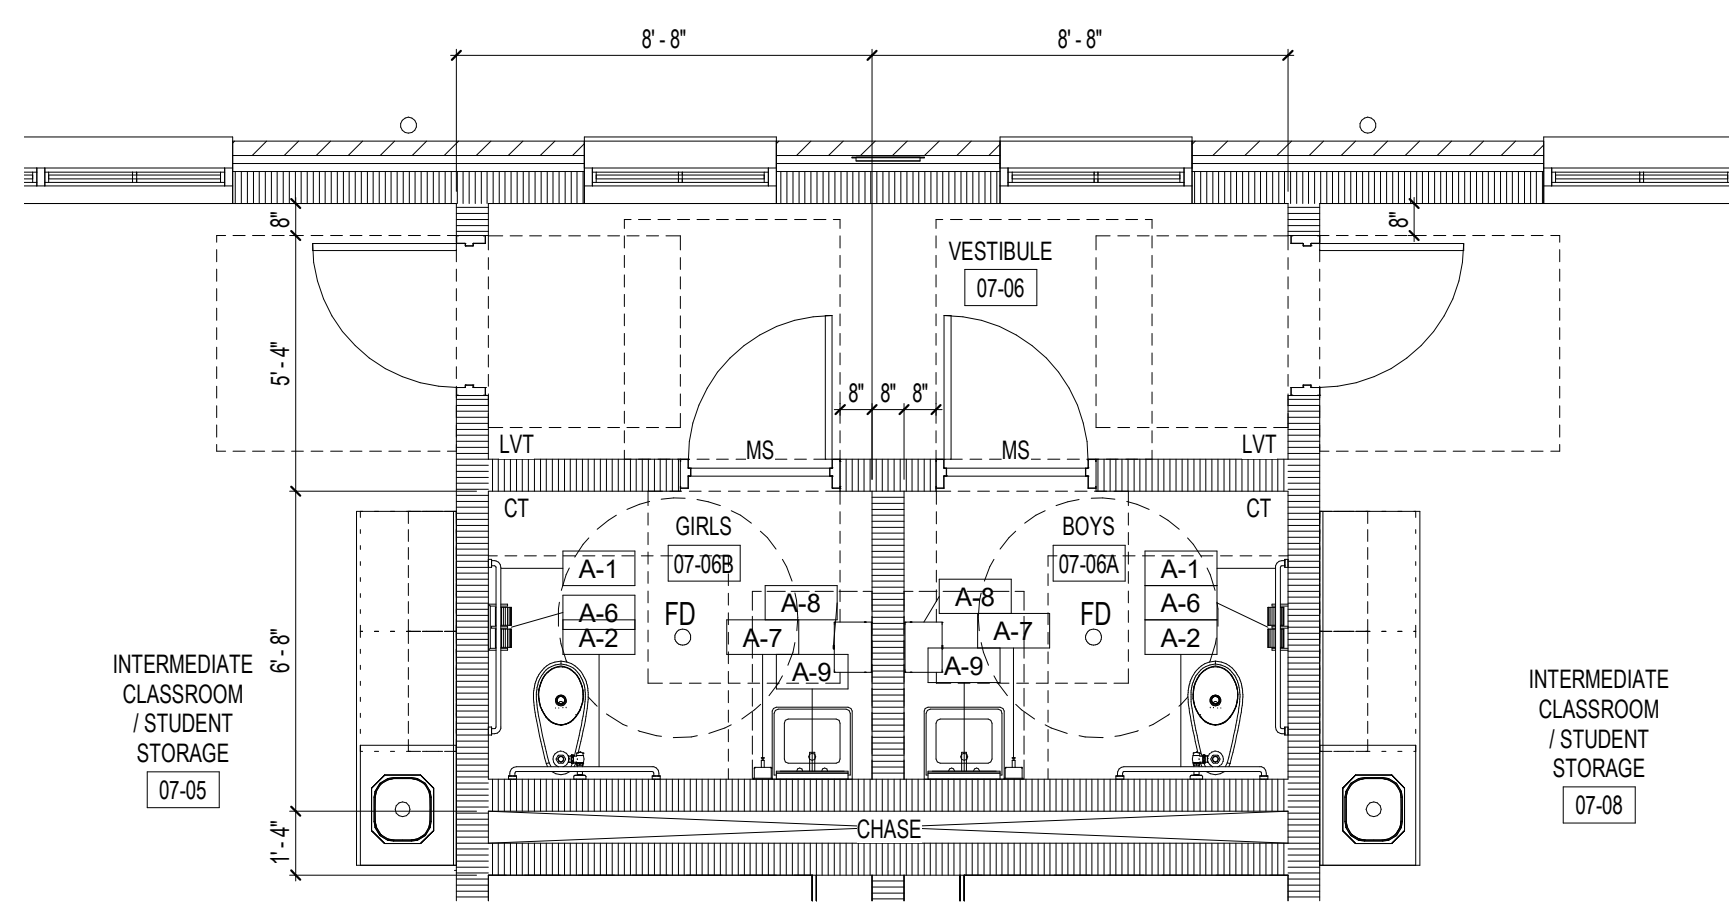 8' - 8"
8' - 8"
8"
8"
VESTIBULE
07-06
5' - 4"
8"
8"
8"
LVT
MS
MS
LVT
CT
GIRLS
BOYS
CT
07-06B
07-06A
A-1
A-1
A-6
A-8
A-8
A-6
FD
FD
A-2
A-7
A-7
A-2
A-9
A-9
6' - 8"
INTERMEDIATE
CLASSROOM
/ STUDENT
STORAGE
07-05
INTERMEDIATE
CLASSROOM
/ STUDENT
STORAGE
07-08
1' - 4"
CHASE